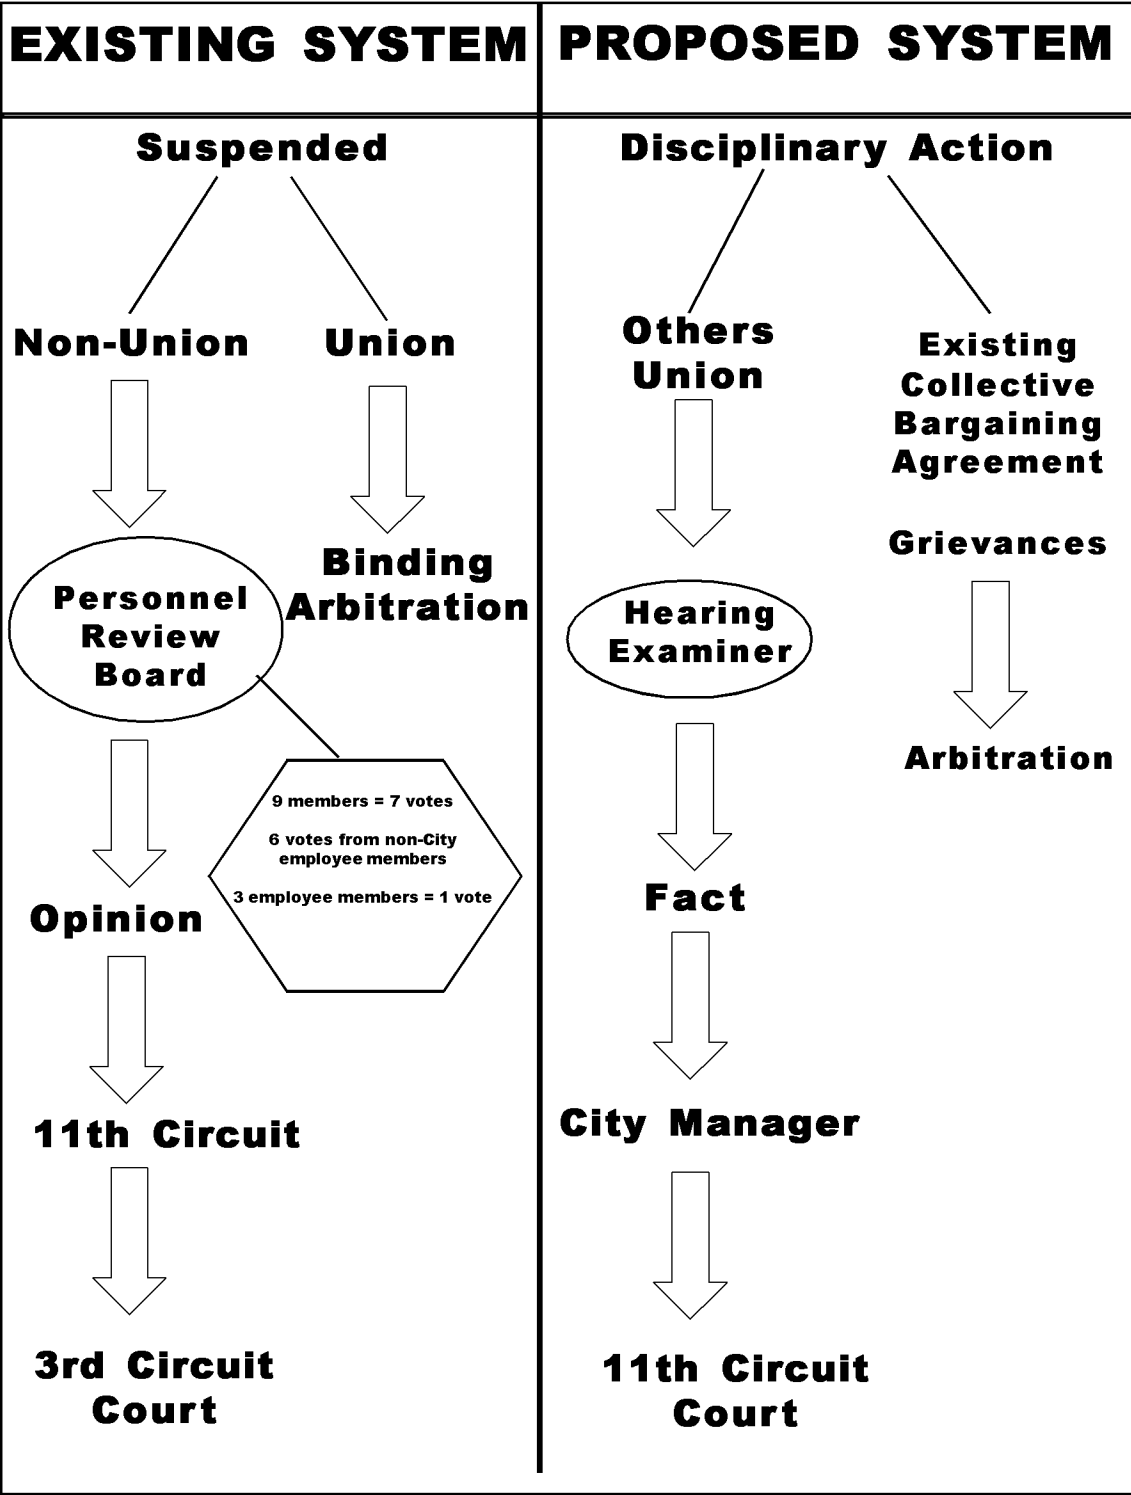 EXISTING SYSTEM
Suspended
Non-Union
Union
Personnel
Review
Board
Binding
Arbitration
9 members = 7 votes
6 votes from non-City
employee members
3 employee members = 1 vote
Opinion
11th Circuit
3rd Circuit
Court
PROPOSED SYSTEM
Disciplinary Action
Others
Union
Existing
Collective
Bargaining
Agreement
Grievances
Hearing
Examiner
Arbitration
Fact
City Manager
11th Circuit
Court